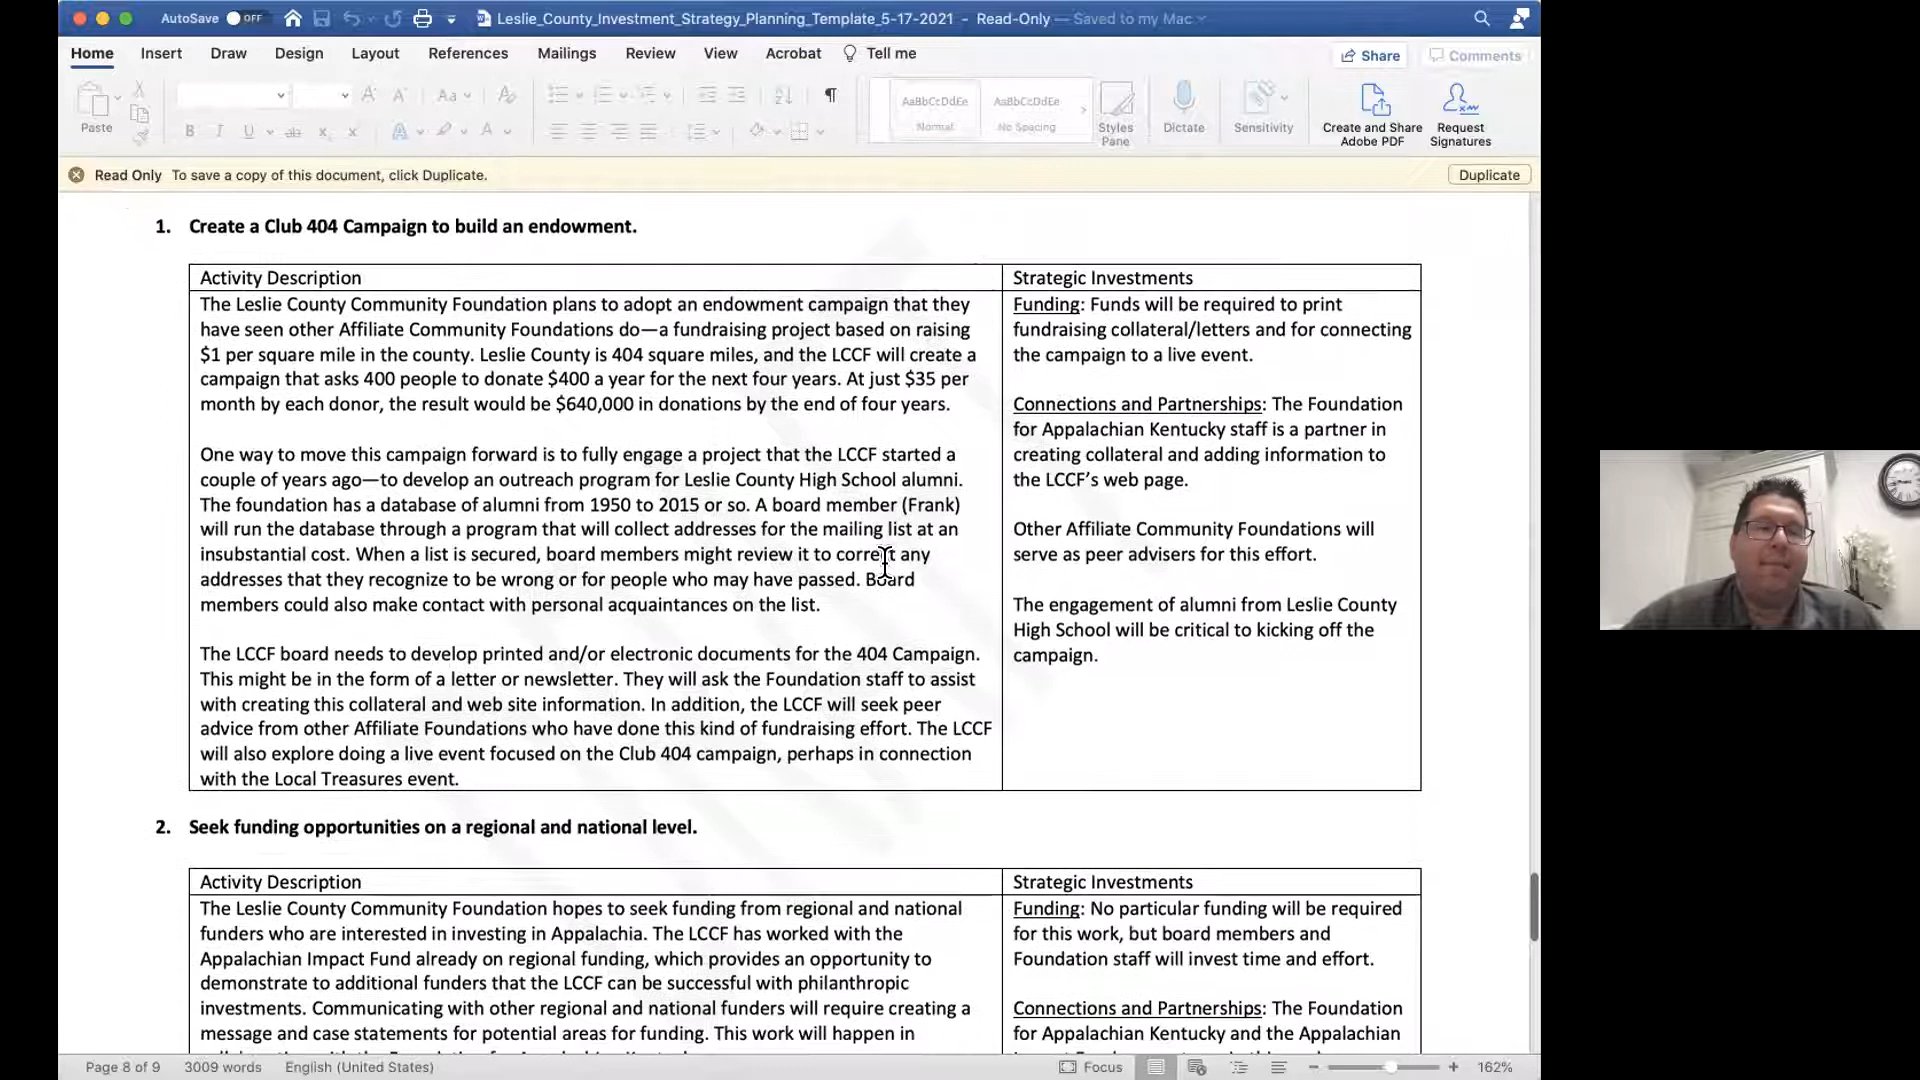 AutoSave OFF Leslie_County_Investment_Strategy_Planning_Template_5-17-2021 - Read-Only — Saved to my Mac
Home Insert Draw Design Layout References Mailings Review View Acrobat Tell me Share Comments
Paste Aa AaBbCcDdEe AaBbCcDdEe
Normal No Spacing Styles Pane Dictate Sensitivity Create and Share Adobe PDF Request Signatures
Read Only To save a copy of this document, click Duplicate. Duplicate
1. Create a Club 404 Campaign to build an endowment.
Activity Description
The Leslie County Community Foundation plans to adopt an endowment campaign that they
have seen other Affiliate Community Foundations do—a fundraising project based on raising
$1 per square mile in the county. Leslie County is 404 square miles, and the LCCF will create a
campaign that asks 400 people to donate $400 a year for the next four years. At just $35 per
month by each donor, the result would be $640,000 in donations by the end of four years.
One way to move this campaign forward is to fully engage a project that the LCCF started a
couple of years ago—to develop an outreach program for Leslie County High School alumni.
The foundation has a database of alumni from 1950 to 2015 or so. A board member (Frank)
will run the database through a program that will collect addresses for the mailing list at an
insubstantial cost. When a list is secured, board members might review it to correct any
addresses that they recognize to be wrong or for people who may have passed. Board
members could also make contact with personal acquaintances on the list.
The LCCF board needs to develop printed and/or electronic documents for the 404 Campaign.
This might be in the form of a letter or newsletter. They will ask the Foundation staff to assist
with creating this collateral and web site information. In addition, the LCCF will seek peer
advice from other Affiliate Foundations who have done this kind of fundraising effort. The LCCF
will also explore doing a live event focused on the Club 404 campaign, perhaps in connection
with the Local Treasures event.
Strategic Investments
Funding: Funds will be required to print
fundraising collateral/letters and for connecting
the campaign to a live event.
Connections and Partnerships: The Foundation
for Appalachian Kentucky staff is a partner in
creating collateral and adding information to
the LCCF's web page.
Other Affiliate Community Foundations will
serve as peer advisers for this effort.
The engagement of alumni from Leslie County
High School will be critical to kicking off the
campaign.
2. Seek funding opportunities on a regional and national level.
Activity Description
The Leslie County Community Foundation hopes to seek funding from regional and national
funders who are interested in investing in Appalachia. The LCCF has worked with the
Appalachian Impact Fund already on regional funding, which provides an opportunity to
demonstrate to additional funders that the LCCF can be successful with philanthropic
investments. Communicating with other regional and national funders will require creating a
message and case statements for potential areas for funding. This work will happen in
Strategic Investments
Funding: No particular funding will be required
for this work, but board members and
Foundation staff will invest time and effort.
Connections and Partnerships: The Foundation
for Appalachian Kentucky and the Appalachian
Page 8 of 9 3009 words English (United States) Focus 162%